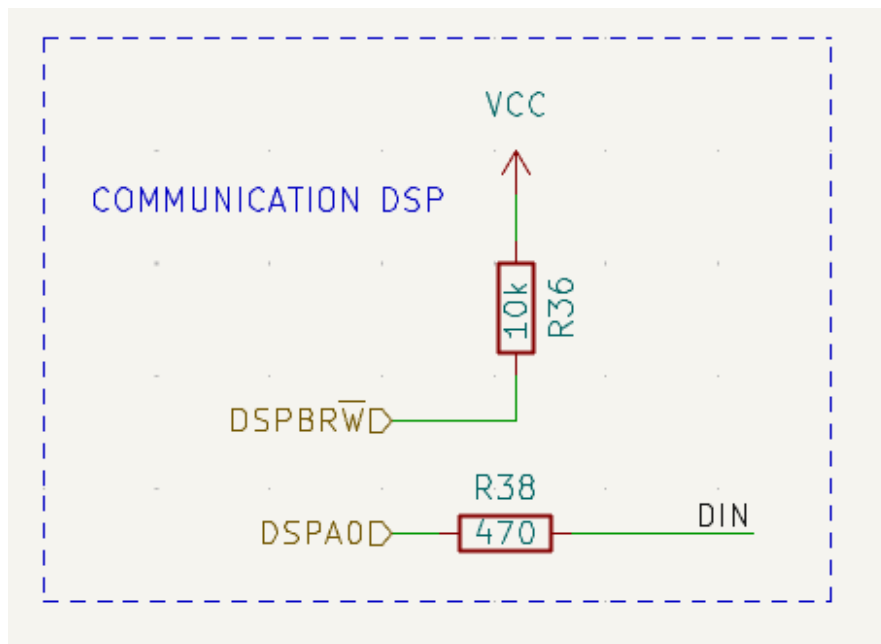 VCC
COMMUNICATION DSP
10k
R36
DSPBRW̅
R38
DSPA0
470
DIN